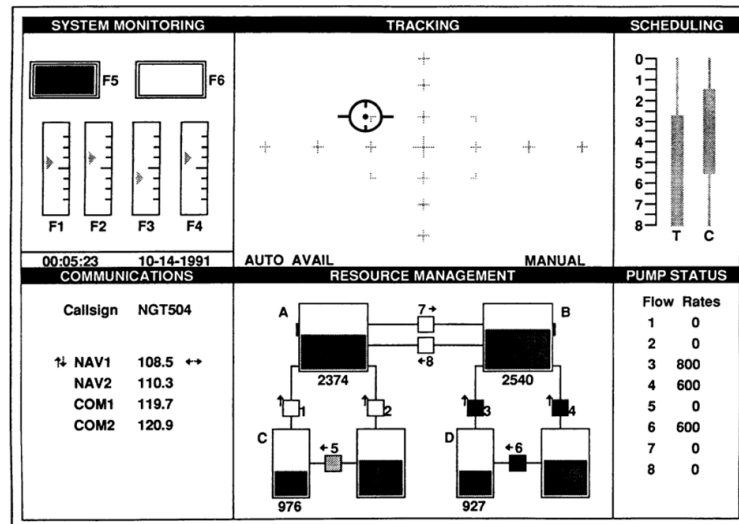 SYSTEM MONITORING
F5
F6
F1 F2 F3 F4
00:05:23 10-14-1991
TRACKING
AUTO AVAIL MANUAL
SCHEDULING
0
1
2
3
4
5
6
7
8
T C
COMMUNICATIONS
Callsign NGT504
↑↓ NAV1 108.5 ↔
NAV2 110.3
COM1 119.7
COM2 120.9
RESOURCE MANAGEMENT
A 7→ B
←8
2374 2540
↑1 ↑2 ↑3 ↑4
C ←5 D ←6
976 927
PUMP STATUS
Flow Rates
1 0
2 0
3 800
4 600
5 0
6 600
7 0
8 0